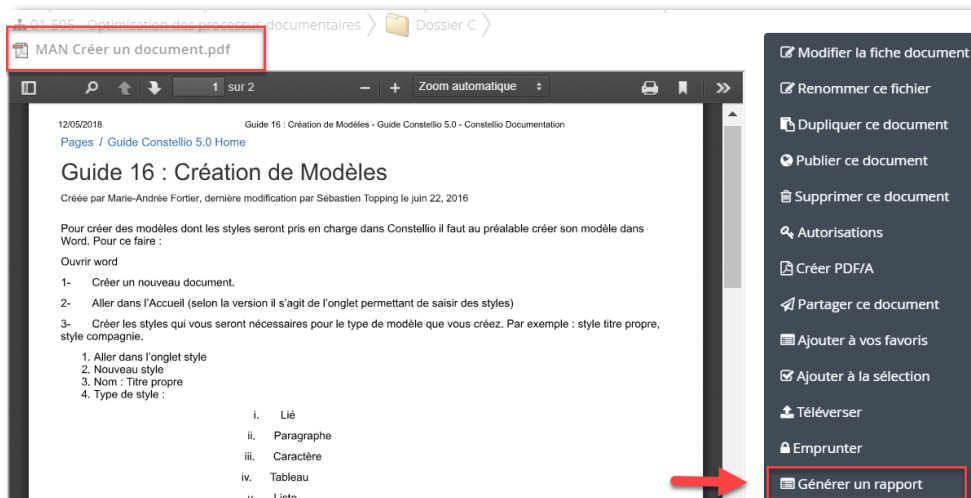 01-505 - Optimisation des processus documentaires
Dossier C
MAN Créer un document.pdf
1 sur 2
Zoom automatique
12/05/2018
Guide 16 : Création de Modèles - Guide Constellio 5.0 - Constellio Documentation
Pages / Guide Constellio 5.0 Home
Guide 16 : Création de Modèles
Créée par Marie-Andrée Fortier, dernière modification par Sébastien Topping le juin 22, 2016
Pour créer des modèles dont les styles seront pris en charge dans Constellio il faut au préalable créer son modèle dans
Word. Pour ce faire :
Ouvrir word
1- Créer un nouveau document.
2- Aller dans l'Accueil (selon la version il s'agit de l'onglet permettant de saisir des styles)
3- Créer les styles qui vous seront nécessaires pour le type de modèle que vous créez. Par exemple : style titre propre,
style compagnie.
1. Aller dans l'onglet style
2. Nouveau style
3. Nom : Titre propre
4. Type de style :
i. Lié
ii. Paragraphe
iii. Caractère
iv. Tableau
v. Liste
Modifier la fiche document
Renommer ce fichier
Dupliquer ce document
Publier ce document
Supprimer ce document
Autorisations
Créer PDF/A
Partager ce document
Ajouter à vos favoris
Ajouter à la sélection
Téléverser
Emprunter
Générer un rapport